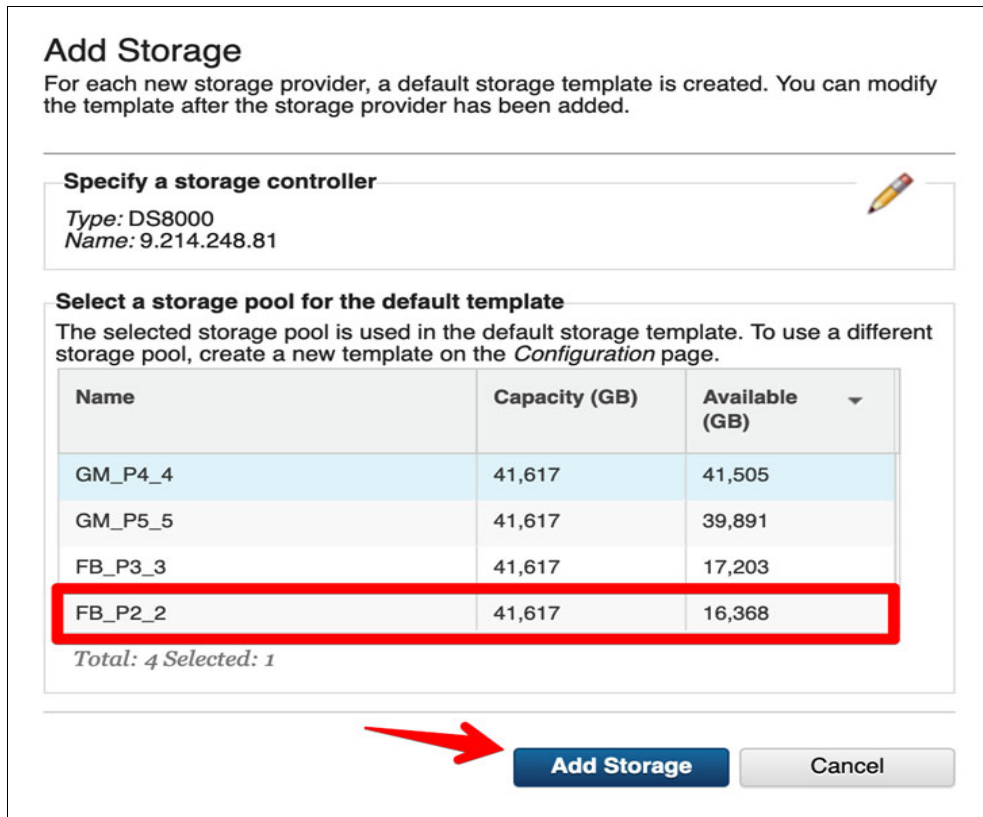 Add Storage
For each new storage provider, a default storage template is created. You can modify
the template after the storage provider has been added.
Specify a storage controller
Type: DS8000
Name: 9.214.248.81
Select a storage pool for the default template
The selected storage pool is used in the default storage template. To use a different
storage pool, create a new template on the Configuration page.
Name Capacity (GB) Available
(GB)
GM_P4_4 41,617 41,505
GM_P5_5 41,617 39,891
FB_P3_3 41,617 17,203
FB_P2_2 41,617 16,368
Total: 4 Selected: 1
Add Storage Cancel